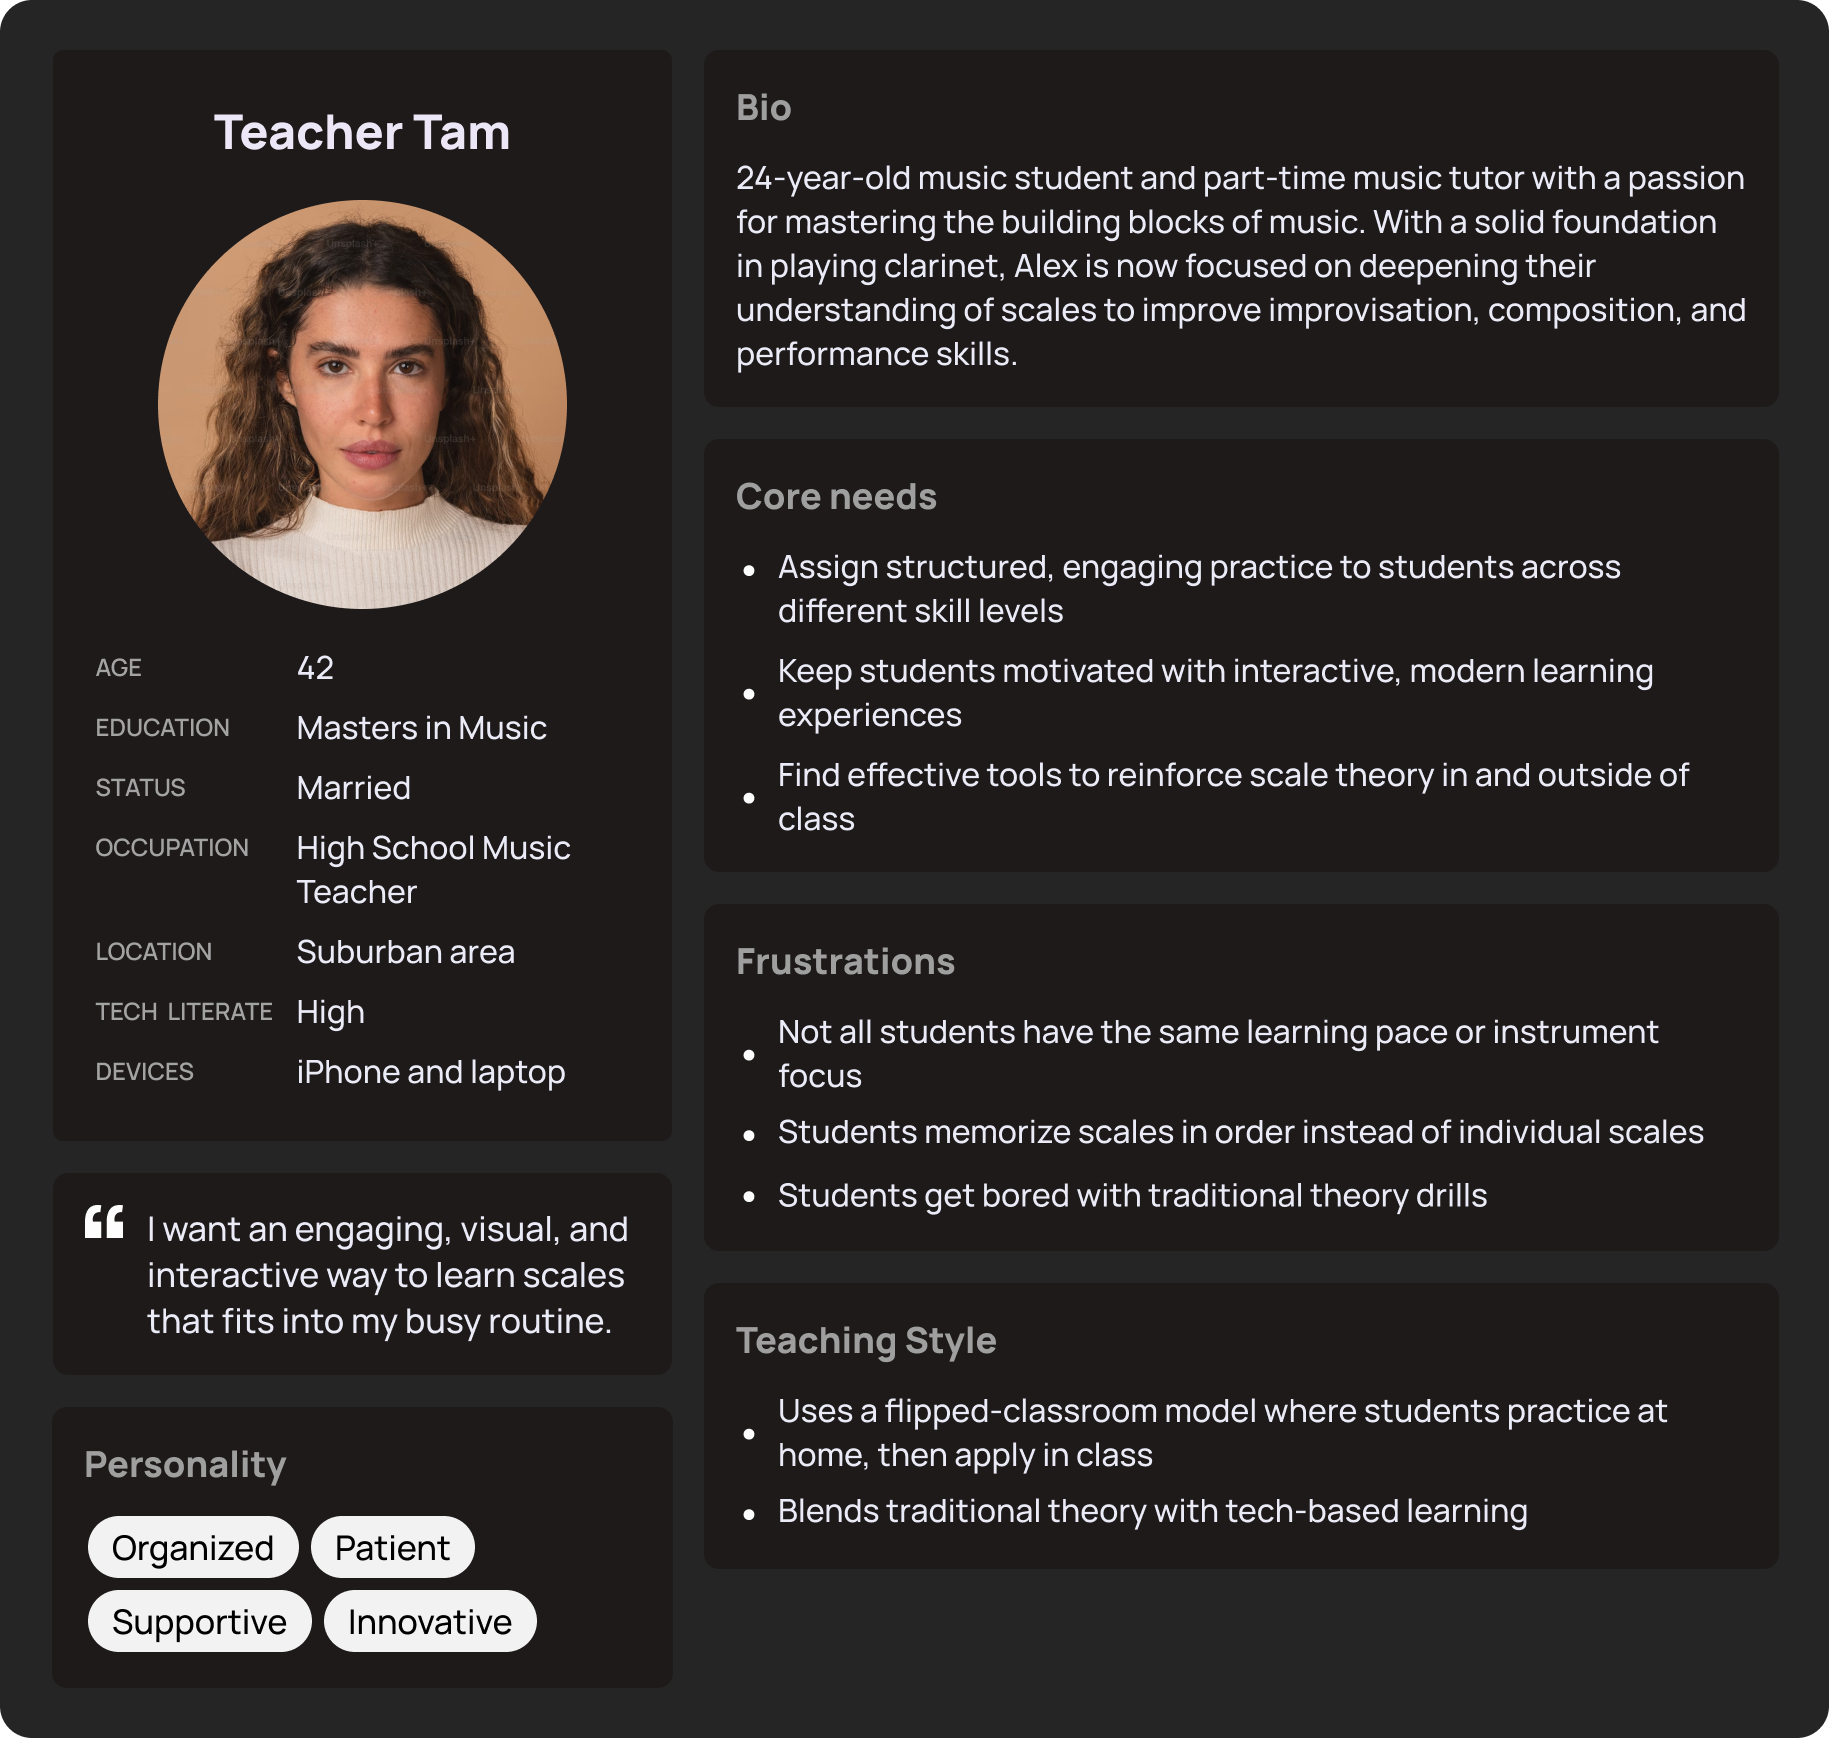 Teacher Tam
Unsplash+
AGE 42
EDUCATION Masters in Music
STATUS Married
OCCUPATION High School Music
Teacher
LOCATION Suburban area
TECH LITERATE High
DEVICES iPhone and laptop
“ I want an engaging, visual, and
interactive way to learn scales
that fits into my busy routine.
Personality
Organized Patient
Supportive Innovative
Bio
24-year-old music student and part-time music tutor with a passion
for mastering the building blocks of music. With a solid foundation
in playing clarinet, Alex is now focused on deepening their
understanding of scales to improve improvisation, composition, and
performance skills.
Core needs
• Assign structured, engaging practice to students across
different skill levels
• Keep students motivated with interactive, modern learning
experiences
• Find effective tools to reinforce scale theory in and outside of
class
Frustrations
• Not all students have the same learning pace or instrument
focus
• Students memorize scales in order instead of individual scales
• Students get bored with traditional theory drills
Teaching Style
• Uses a flipped-classroom model where students practice at
home, then apply in class
• Blends traditional theory with tech-based learning